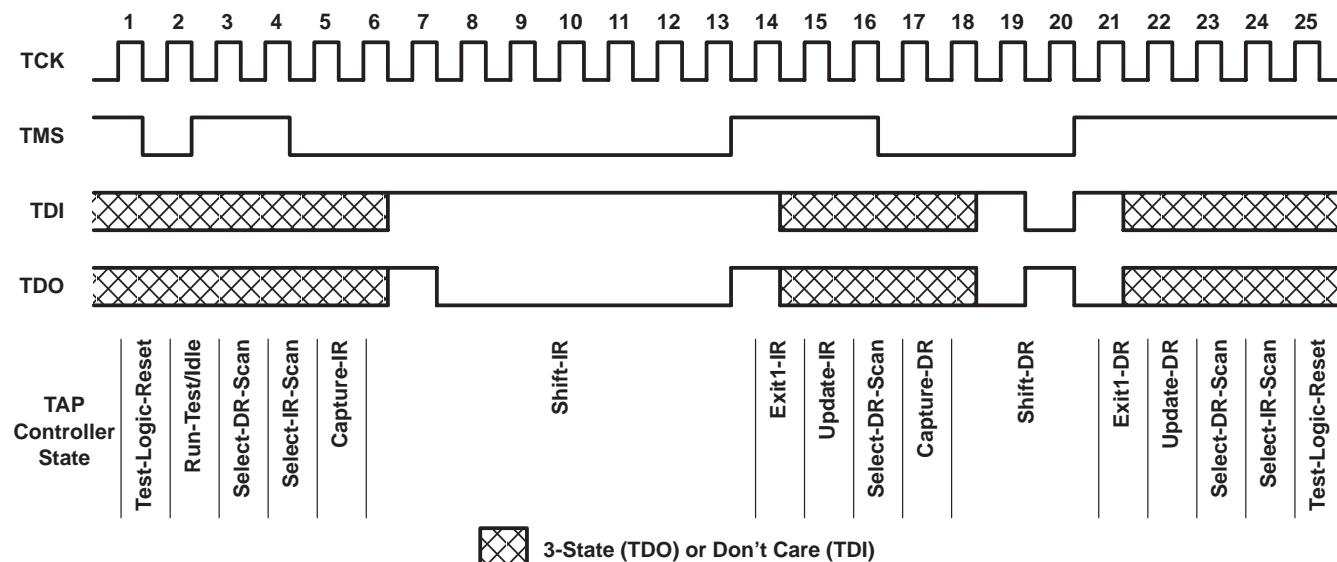 1 2 3 4 5 6 7 8 9 10 11 12 13 14 15 16 17 18 19 20 21 22 23 24 25
TCK
TMS
TDI
TDO
TAP
Controller
State
Test-Logic-Reset
Run-Test/Idle
Select-DR-Scan
Select-IR-Scan
Capture-IR
Shift-IR
Exit1-IR
Update-IR
Select-DR-Scan
Capture-DR
Shift-DR
Exit1-DR
Update-DR
Select-DR-Scan
Select-IR-Scan
Test-Logic-Reset
3-State (TDO) or Don’t Care (TDI)